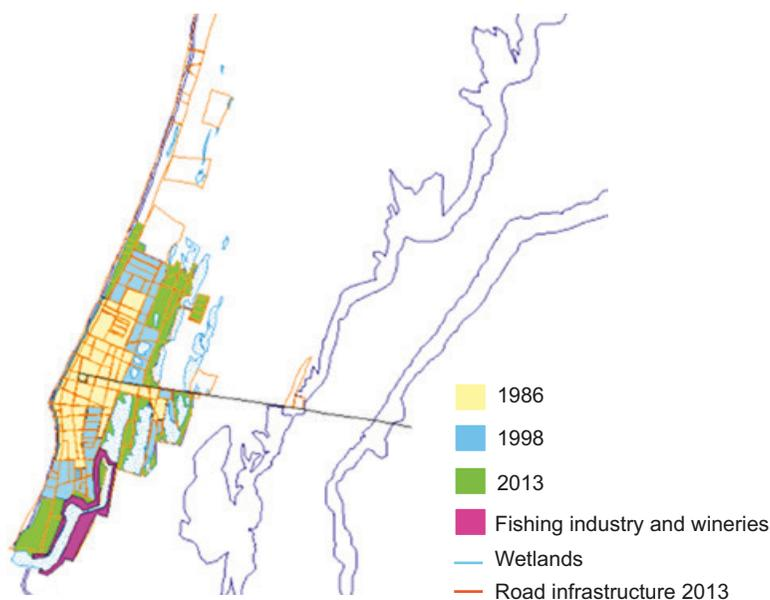 1986
1998
2013
Fishing industry and wineries
Wetlands
Road infrastructure 2013